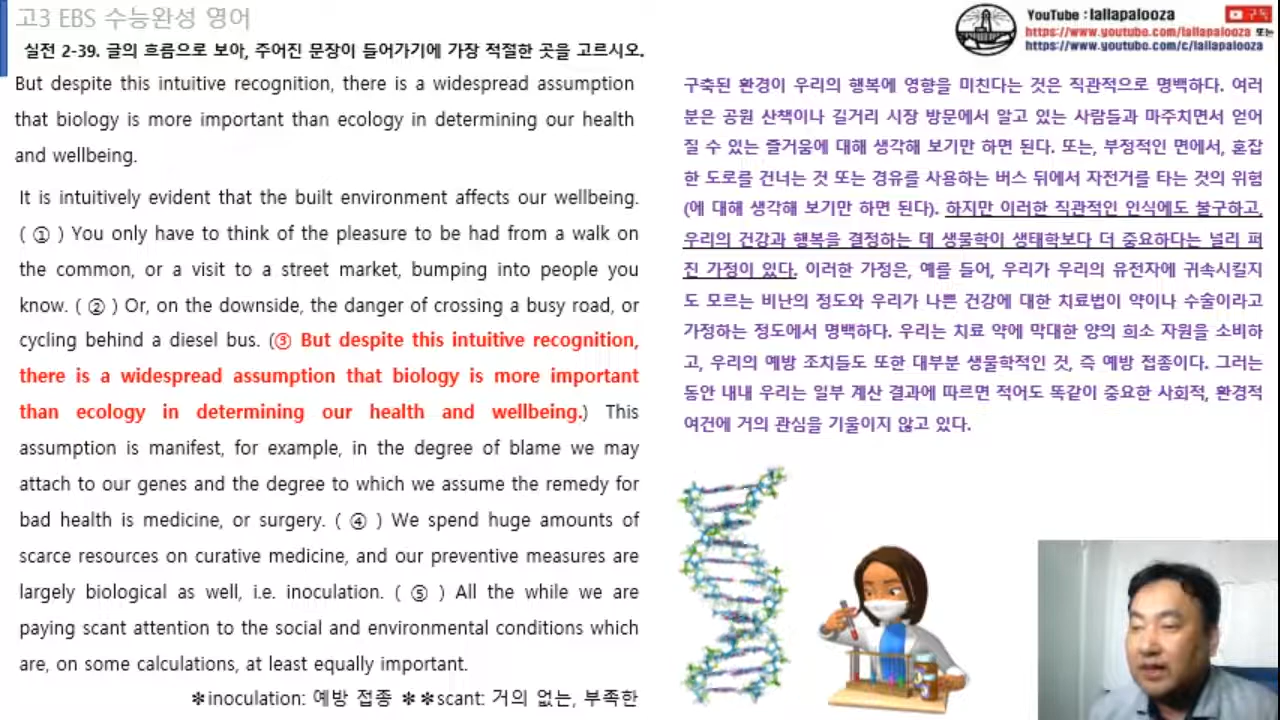 고3 EBS 수능완성 영어
실전 2-39. 글의 흐름으로 보아, 주어진 문장이 들어가기에 가장 적절한 곳을 고르시오.
But despite this intuitive recognition, there is a widespread assumption
that biology is more important than ecology in determining our health
and wellbeing.
It is intuitively evident that the built environment affects our wellbeing.
( ① ) You only have to think of the pleasure to be had from a walk on
the common, or a visit to a street market, bumping into people you
know. ( ② ) Or, on the downside, the danger of crossing a busy road, or
cycling behind a diesel bus. (③ But despite this intuitive recognition,
there is a widespread assumption that biology is more important
than ecology in determining our health and wellbeing.) This
assumption is manifest, for example, in the degree of blame we may
attach to our genes and the degree to which we assume the remedy for
bad health is medicine, or surgery. ( ④ ) We spend huge amounts of
scarce resources on curative medicine, and our preventive measures are
largely biological as well, i.e. inoculation. ( ⑤ ) All the while we are
paying scant attention to the social and environmental conditions which
are, on some calculations, at least equally important.
＊inoculation: 예방 접종 ＊＊scant: 거의 없는, 부족한
YouTube : lallapalooza
구독
https://www.youtube.com/lallapalooza 또는
https://www.youtube.com/c/lallapalooza
구축된 환경이 우리의 행복에 영향을 미친다는 것은 직관적으로 명백하다. 여러
분은 공원 산책이나 길거리 시장 방문에서 알고 있는 사람들과 마주치면서 얻어
질 수 있는 즐거움에 대해 생각해 보기만 하면 된다. 또는, 부정적인 면에서, 혼잡
한 도로를 건너는 것 또는 경유를 사용하는 버스 뒤에서 자전거를 타는 것의 위험
(에 대해 생각해 보기만 하면 된다). 하지만 이러한 직관적인 인식에도 불구하고,
우리의 건강과 행복을 결정하는 데 생물학이 생태학보다 더 중요하다는 널리 퍼
진 가정이 있다. 이러한 가정은, 예를 들어, 우리가 우리의 유전자에 귀속시킬지
도 모르는 비난의 정도와 우리가 나쁜 건강에 대한 치료법이 약이나 수술이라고
가정하는 정도에서 명백하다. 우리는 치료 약에 막대한 양의 희소 자원을 소비하
고, 우리의 예방 조치들도 또한 대부분 생물학적인 것, 즉 예방 접종이다. 그러는
동안 내내 우리는 일부 계산 결과에 따르면 적어도 똑같이 중요한 사회적, 환경적
여건에 거의 관심을 기울이지 않고 있다.